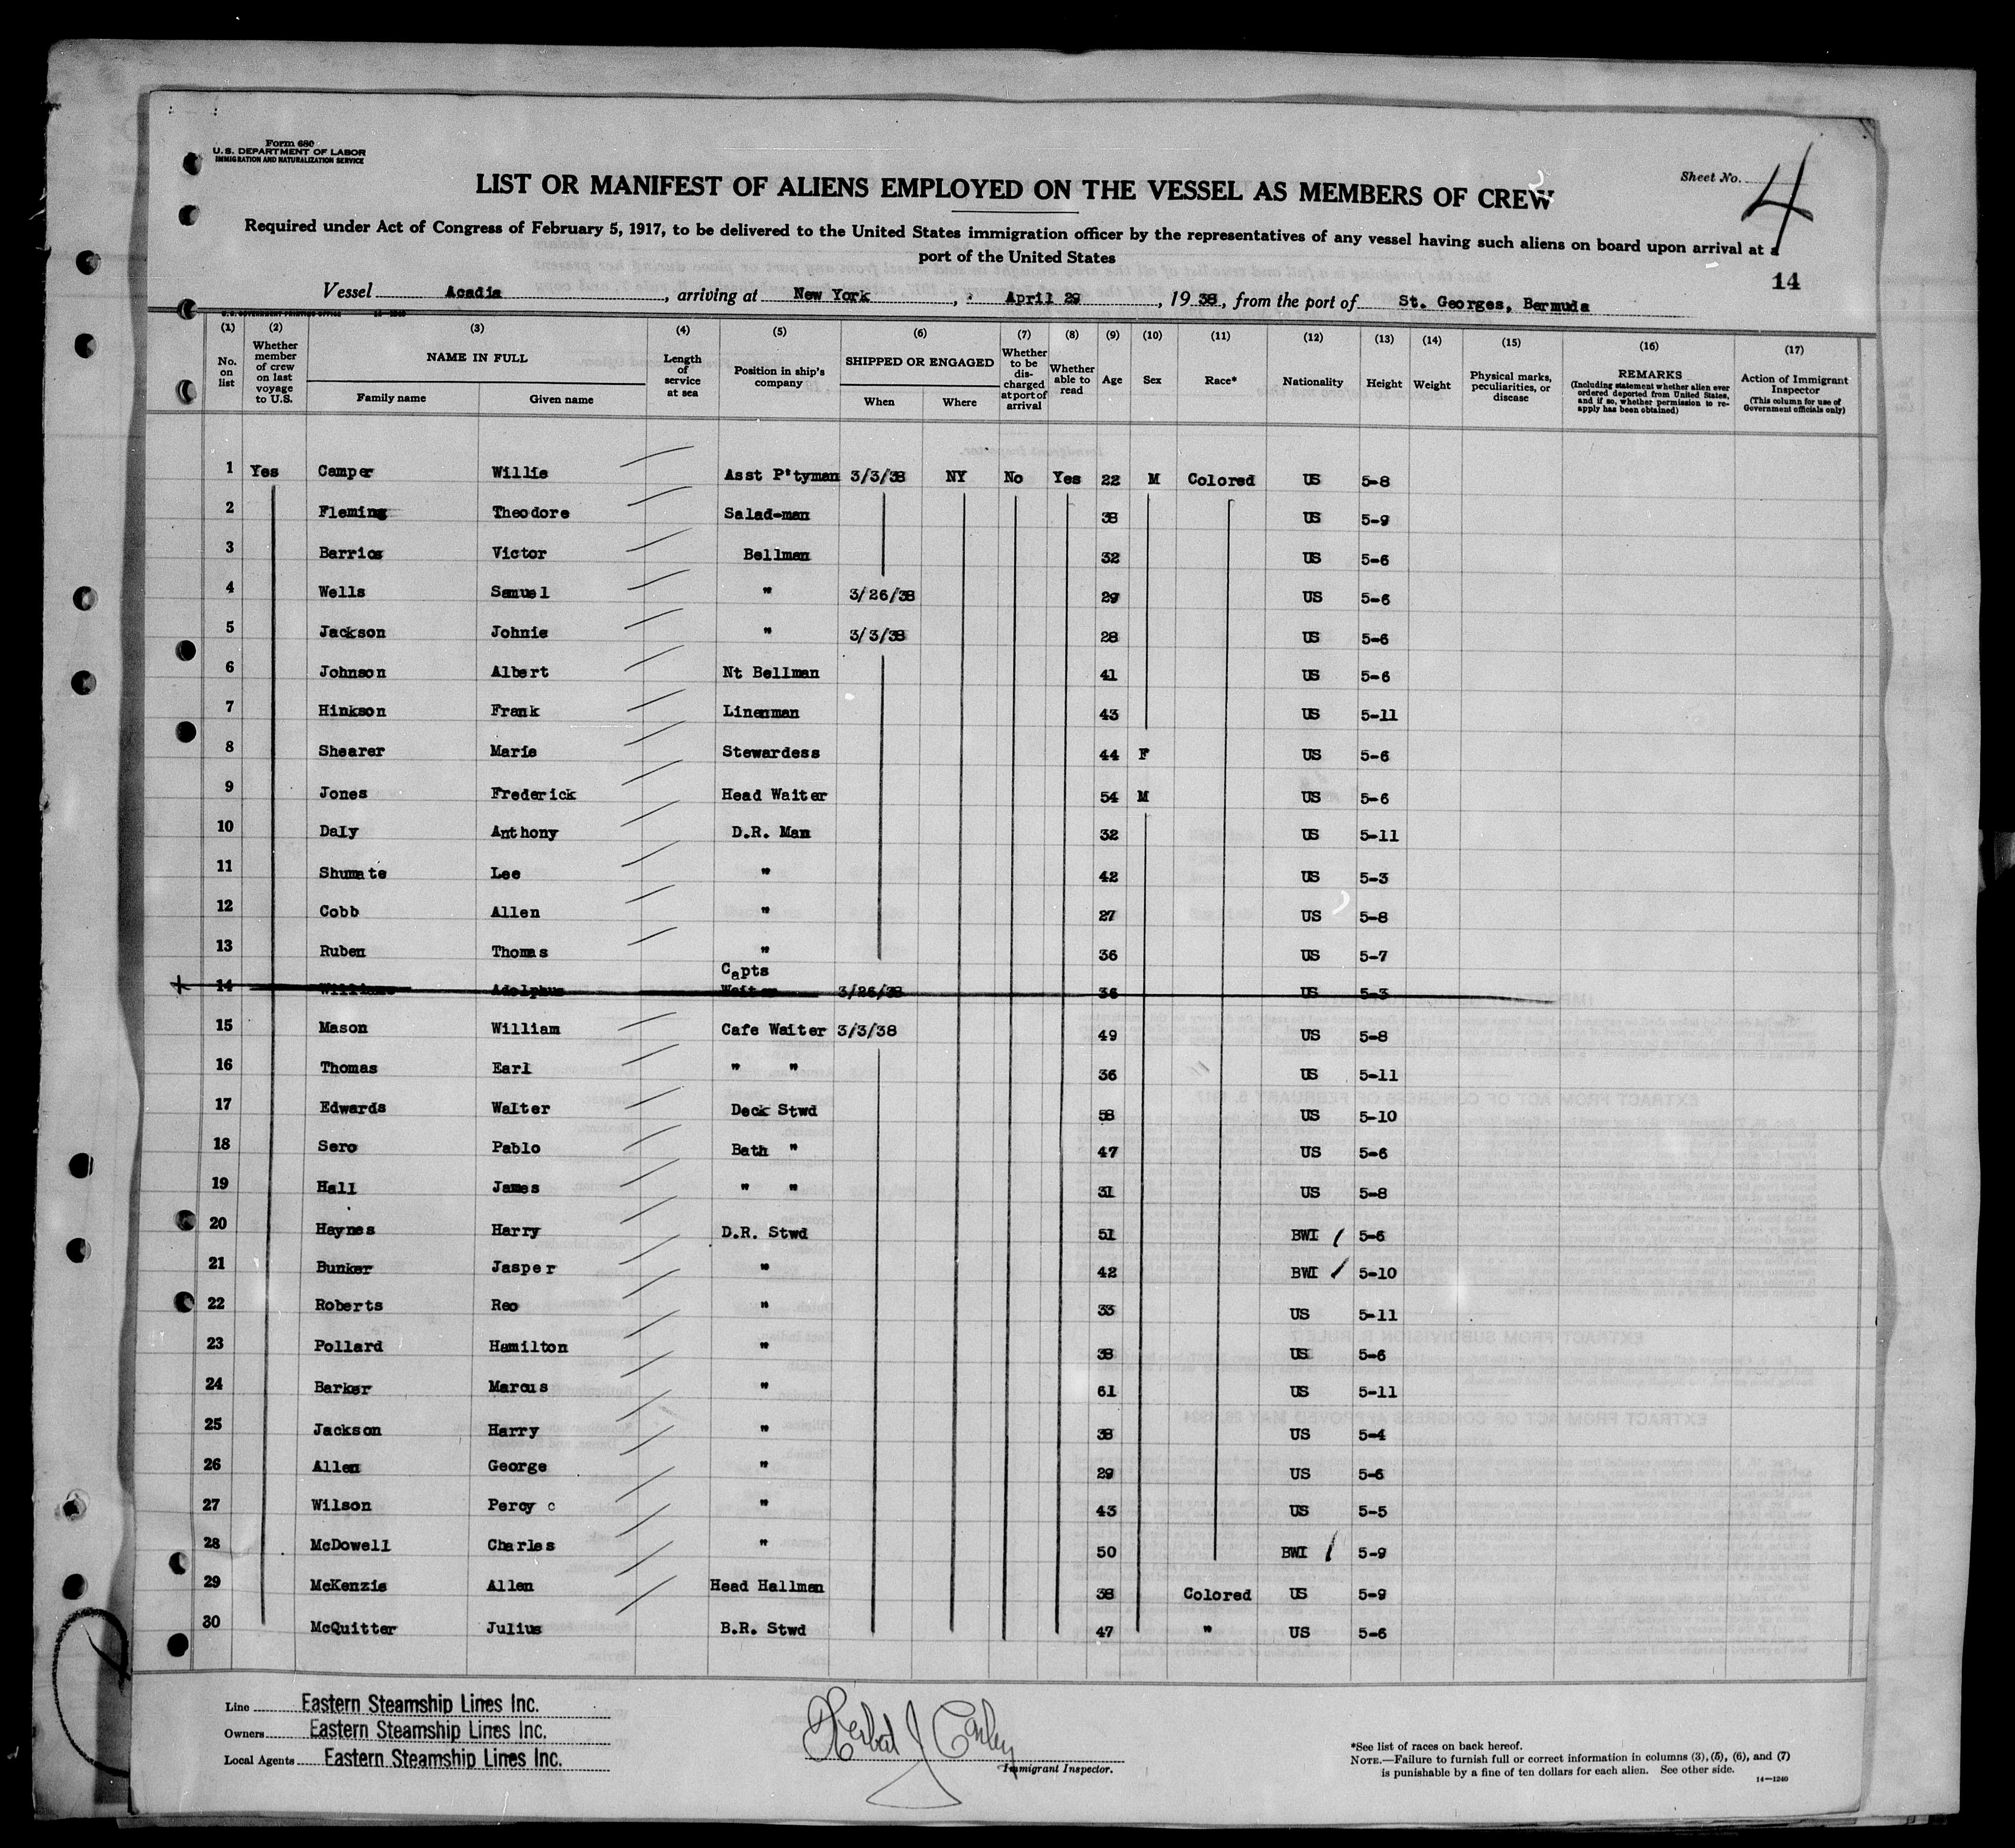 Form 680
U.S. DEPARTMENT OF LABOR
IMMIGRATION AND NATURALIZATION SERVICE
Sheet No. 4
LIST OR MANIFEST OF ALIENS EMPLOYED ON THE VESSEL AS MEMBERS OF CREW
Required under Act of Congress of February 5, 1917, to be delivered to the United States immigration officer by the representatives of any vessel having such aliens on board upon arrival at a
port of the United States
14
Vessel Acadia, arriving at New York, April 29, 1938, from the port of St. Georges, Bermuda
(1) (2) (3) (4) (5) (6) (7) (8) (9) (10) (11) (12) (13) (14) (15) (16) (17)
No. on list
Whether member of crew on last voyage to U.S.
NAME IN FULL
Family name Given name
Length of service at sea
Position in ship's company
SHIPPED OR ENGAGED
When Where
Whether to be discharged at port of arrival
Whether able to read
Age
Sex
Race*
Nationality
Height
Weight
Physical marks, peculiarities, or disease
REMARKS
(Including statement whether alien ever ordered deported from United States, and if so, whether permission to re-apply has been obtained)
Action of Immigrant Inspector
(This column for use of Government officials only)
1 Yes Camper Willie Asst P'tyman 3/3/38 NY No Yes 22 M Colored US 5-8
2 Fleming Theodore Salad-man 38 US 5-9
3 Barrios Victor Bellman 32 US 5-6
4 Wells Samuel " 3/26/38 29 US 5-6
5 Jackson Johnie " 3/3/38 28 US 5-6
6 Johnson Albert Nt Bellman 41 US 5-6
7 Hinkson Frank Linenman 43 US 5-11
8 Shearer Marie Stewardess 44 F US 5-6
9 Jones Frederick Head Waiter 54 M US 5-6
10 Daly Anthony D.R. Man 32 US 5-11
11 Shumate Lee " 42 US 5-3
12 Cobb Allen " 27 US 5-8
13 Ruben Thomas " 36 US 5-7
14 Williams Adolphus Capts Waiter 3/26/38 36 US 5-3
15 Mason William Cafe Waiter 3/3/38 49 US 5-8
16 Thomas Earl " " 36 US 5-11
17 Edwards Walter Deck Stwd 58 US 5-10
18 Sero Pablo Bath " 47 US 5-6
19 Hall James " " 31 US 5-8
20 Haynes Harry D.R. Stwd 51 BWI 5-6
21 Bunker Jasper " 42 BWI 5-10
22 Roberts Reo " 33 US 5-11
23 Pollard Hamilton " 38 US 5-6
24 Barker Marcus " 61 US 5-11
25 Jackson Harry " 38 US 5-4
26 Allen George " 29 US 5-6
27 Wilson Percy c " 43 US 5-5
28 McDowell Charles " 50 BWI 5-9
29 McKenzie Allen Head Hallman 38 Colored US 5-9
30 McQuitter Julius B.R. Stwd 47 " US 5-6
Line Eastern Steamship Lines Inc.
Owners Eastern Steamship Lines Inc.
Local Agents Eastern Steamship Lines Inc.
Immigrant Inspector.
*See list of races on back hereof.
NOTE.—Failure to furnish full or correct information in columns (3), (5), (6), and (7)
is punishable by a fine of ten dollars for each alien. See other side.
14—1240